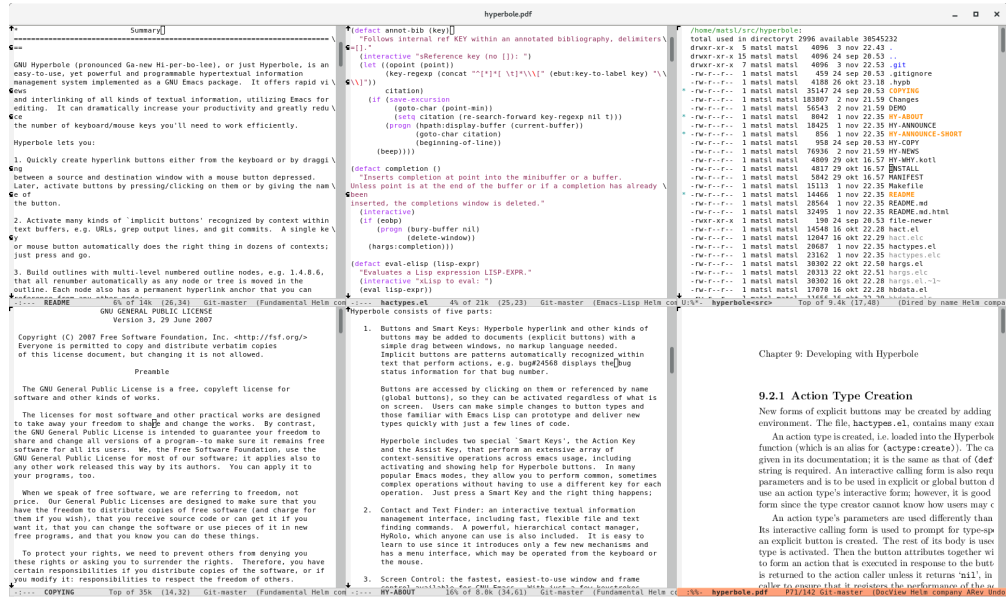 hyperbole.pdf
* Summary
GNU Hyperbole (pronounced Ga-new Hi-per-bo-lee), or just Hyperbole, is an
easy-to-use, yet powerful and programmable hypertextual information
management system implemented as a GNU Emacs package.  It offers rapid vi\
ews
and interlinking of all kinds of textual information, utilizing Emacs for
editing.  It can dramatically increase your productivity and greatly redu\
ce
the number of keyboard/mouse keys you'll need to work efficiently.
Hyperbole lets you:
1. Quickly create hyperlink buttons either from the keyboard or by draggi\
ng
between a source and destination window with a mouse button depressed.
Later, activate buttons by pressing/clicking on them or by giving the nam\
e of
the button.
2. Activate many kinds of `implicit buttons' recognized by context within
text buffers, e.g. URLs, grep output lines, and git commits.  A single ke\
y
or mouse button automatically does the right thing in dozens of contexts;
just press and go.
3. Build outlines with multi-level numbered outline nodes, e.g. 1.4.8.6,
that all renumber automatically as any node or tree is moved in the
outline.  Each node also has a permanent hyperlink anchor that you can
reference from any other node;
-:---  README  6% of 14k (26,34)  Git-master  (Fundamental Helm com
(defact annot-bib (key)
"Follows internal ref KEY within an annotated bibliography, delimiters\
=[]."
(interactive "sReference key (no []): ")
(let ((opoint (point))
(key-regexp (concat "^[*]*[ \t]*\\[" (ebut:key-to-label key) "\\
\\]"))
citation)
(if (save-excursion
(goto-char (point-min))
(setq citation (re-search-forward key-regexp nil t)))
(progn (hpath:display-buffer (current-buffer))
(goto-char citation)
(beginning-of-line))
(beep))))
(defact completion ()
"Inserts completion at point into the minibuffer or a buffer.
Unless point is at the end of the buffer or if a completion has already \
been
inserted, the completions window is deleted."
(interactive)
(if (eobp)
(progn (bury-buffer nil)
(delete-window))
(hargs:completion)))
(defact eval-elisp (lisp-expr)
"Evaluates a Lisp expression LISP-EXPR."
(interactive "xLisp to eval: ")
(eval lisp-expr))
-:---  hactypes.el  4% of 21k  (25,23)  Git-master  (Emacs-Lisp Helm com
/home/matsl/src/hyperbole:
total used in directoryt 2996 available 30545232
drwxr-xr-x  5 matsl matsl  4096  3 nov 22.43 .
drwxr-xr-x 15 matsl matsl  4096 24 sep 20.53 ..
drwxr-xr-x  6 matsl matsl  4096  3 nov 22.53 .git
-rw-r--r--  1 matsl matsl  459 24 sep 20.53 .gitignore
-rw-r--r--  1 matsl matsl  4188 26 okt 23.18 .hypb
* -rw-r--r--  1 matsl matsl  35147 24 sep 20.53 COPYING
-rw-r--r--  1 matsl matsl 183807  2 nov 21.59 Changes
-rw-r--r--  1 matsl matsl  56543  2 nov 21.59 DEMO
* -rw-r--r--  1 matsl matsl  8042  1 nov 22.35 HY-ABOUT
-rw-r--r--  1 matsl matsl  18425  1 nov 22.35 HY-ANNOUNCE
* -rw-r--r--  1 matsl matsl  856  1 nov 22.35 HY-ANNOUNCE-SHORT
-rw-r--r--  1 matsl matsl  958 24 sep 20.53 HY-COPY
-rw-r--r--  1 matsl matsl  76936  2 nov 21.59 HY-NEWS
-rw-r--r--  1 matsl matsl  4809 29 okt 16.57 HY-WHY.kotl
-rw-r--r--  1 matsl matsl  4817 29 okt 16.57 INSTALL
-rw-r--r--  1 matsl matsl  5842 29 okt 16.57 MANIFEST
-rw-r--r--  1 matsl matsl  15113  1 nov 22.35 Makefile
* -rw-r--r--  1 matsl matsl  14466  1 nov 22.35 README
-rw-r--r--  1 matsl matsl  28564  1 nov 22.35 README.md
-rw-r--r--  1 matsl matsl  32495  1 nov 22.35 README.md.html
-rwxr-xr-x  1 matsl matsl  190 24 sep 20.53 file-newer
-rw-r--r--  1 matsl matsl  14548 16 okt 22.29 hact.el
-rw-r--r--  1 matsl matsl  12047 16 okt 22.29 hact.elc
-rw-r--r--  1 matsl matsl  20687  1 nov 22.35 hactypes.el
-rw-r--r--  1 matsl matsl  23162  1 nov 22.35 hactypes.elc
-rw-r--r--  1 matsl matsl  30302 22 okt 22.50 hargs.el
-rw-r--r--  1 matsl matsl  20313 22 okt 22.51 hargs.elc
-rw-r--r--  1 matsl matsl  30302 16 okt 22.28 hargs.el.~1~
-rw-r--r--  1 matsl matsl  17070 16 okt 22.28 hbdata.el
U:%*-  hyperbole<src>  Top of 9.4k (17,48)  (Dired by name Helm compa
GNU GENERAL PUBLIC LICENSE
Version 3, 29 June 2007
Copyright (C) 2007 Free Software Foundation, Inc. <http://fsf.org/>
Everyone is permitted to copy and distribute verbatim copies
of this license document, but changing it is not allowed.
Preamble
The GNU General Public License is a free, copyleft license for
software and other kinds of works.
The licenses for most software and other practical works are designed
to take away your freedom to share and change the works.  By contrast,
the GNU General Public License is intended to guarantee your freedom to
share and change all versions of a program--to make sure it remains free
software for all its users.  We, the Free Software Foundation, use the
GNU General Public License for most of our software; it applies also to
any other work released this way by its authors.  You can apply it to
your programs, too.
When we speak of free software, we are referring to freedom, not
price.  Our General Public Licenses are designed to make sure that you
have the freedom to distribute copies of free software (and charge for
them if you wish), that you receive source code or can get it if you
want it, that you can change the software or use pieces of it in new
free programs, and that you know you can do these things.
To protect your rights, we need to prevent others from denying you
these rights or asking you to surrender the rights.  Therefore, you have
certain responsibilities if you distribute copies of the software, or if
you modify it: responsibilities to respect the freedom of others.
-:---  COPYING  Top of 35k  (14,32)  Git-master  (Fundamental Helm com
Hyperbole consists of five parts:
1.  Buttons and Smart Keys: Hyperbole hyperlink and other kinds of
buttons may be added to documents (explicit buttons) with a
simple drag between windows, no markup language needed.
Implicit buttons are patterns automatically recognized within
text that perform actions, e.g. bug#24568 displays the bug
status information for that bug number.
Buttons are accessed by clicking on them or referenced by name
(global buttons), so they can be activated regardless of what is
on screen.  Users can make simple changes to button types and
those familiar with Emacs Lisp can prototype and deliver new
types quickly with just a few lines of code.
Hyperbole includes two special `Smart Keys', the Action Key
and the Assist Key, that perform an extensive array of
context-sensitive operations across emacs usage, including
activating and showing help for Hyperbole buttons.  In many
popular Emacs modes, they allow you to perform common, sometimes
complex operations without having to use a different key for each
operation.  Just press a Smart Key and the right thing happens;
2.  Contact and Text Finder: an interactive textual information
management interface, including fast, flexible file and text
finding commands.  A powerful, hierarchical contact manager,
HyRolo, which anyone can use is also included.  It is easy to
learn to use since it introduces only a few new mechanisms and
has a menu interface, which may be operated from the keyboard or
the mouse.
3.  Screen Control: the fastest, easiest-to-use window and frame
-:---  HY-ABOUT  16% of 8.0k (34,61)  Git-master  (Fundamental Helm com
Chapter 9: Developing with Hyperbole
9.2.1 Action Type Creation
New forms of explicit buttons may be created by adding
environment. The file, hactypes.el, contains many exan
An action type is created, i.e. loaded into the Hyperbol
function (which is an alias for (actype:create)). The ca
given in its documentation; it is the same as that of (def
string is required. An interactive calling form is also requ
parameters and is to be used in explicit or global button d
use an action type's interactive form; however, it is good
form since the type creator cannot know how users may c
An action type's parameters are used differently than
Its interactive calling form is used to prompt for type-sp
an explicit button is created. The rest of its body is use
type is activated. Then the button attributes together wi
to form an action that is executed in response to the butt
is returned to the action caller unless it returns 'nil', in
caller to ensure that it registers the performance of the a
-:%%-  hyperbole.pdf  P71/142 Git-master  (DocView Helm company ARev Und